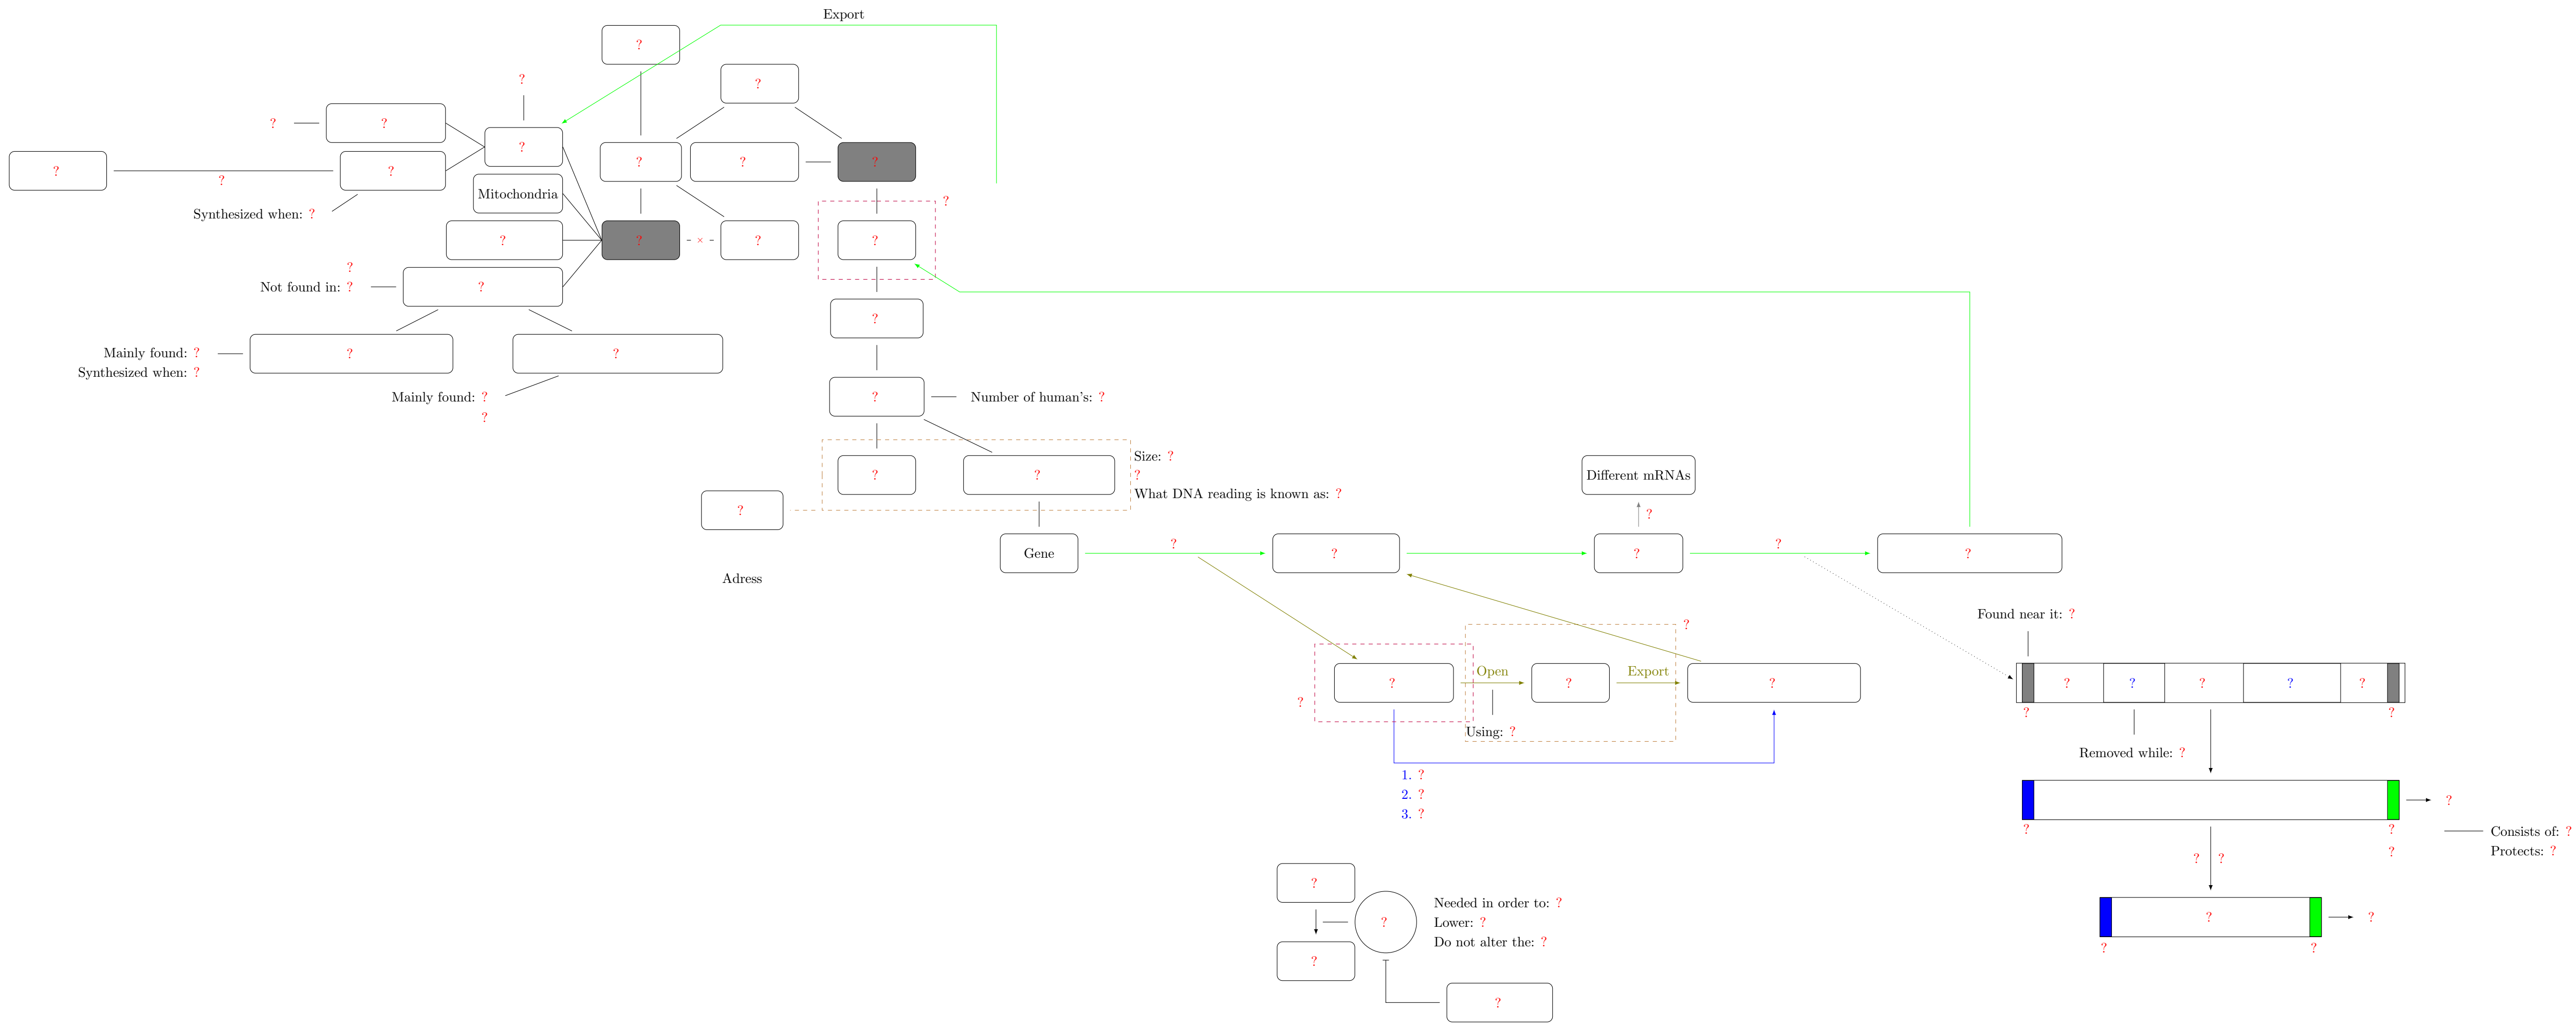 Export
?
?
?
? ?
?
? ? ?
? ?
?
Mitochondria
Synthesized when: ?
?
? ? × ? ?
?
Not found in: ? ?
?
Mainly found: ? ? ?
Synthesized when: ?
Mainly found: ?
?
? Number of human's: ?
Size: ?
? ? ?
What DNA reading is known as: ?
Different mRNAs
? ?
Gene ? ? ? ? ?
Adress
Found near it: ?
?
? Open ? Export ? ? ? ? ? ?
?
? ?
Using: ?
Removed while: ?
1. ?
2. ?
3. ?
?
? ?
Consists of: ?
? Protects: ?
? ?
?
Needed in order to: ?
? Lower: ?
Do not alter the: ?
? ?
? ?
?
?